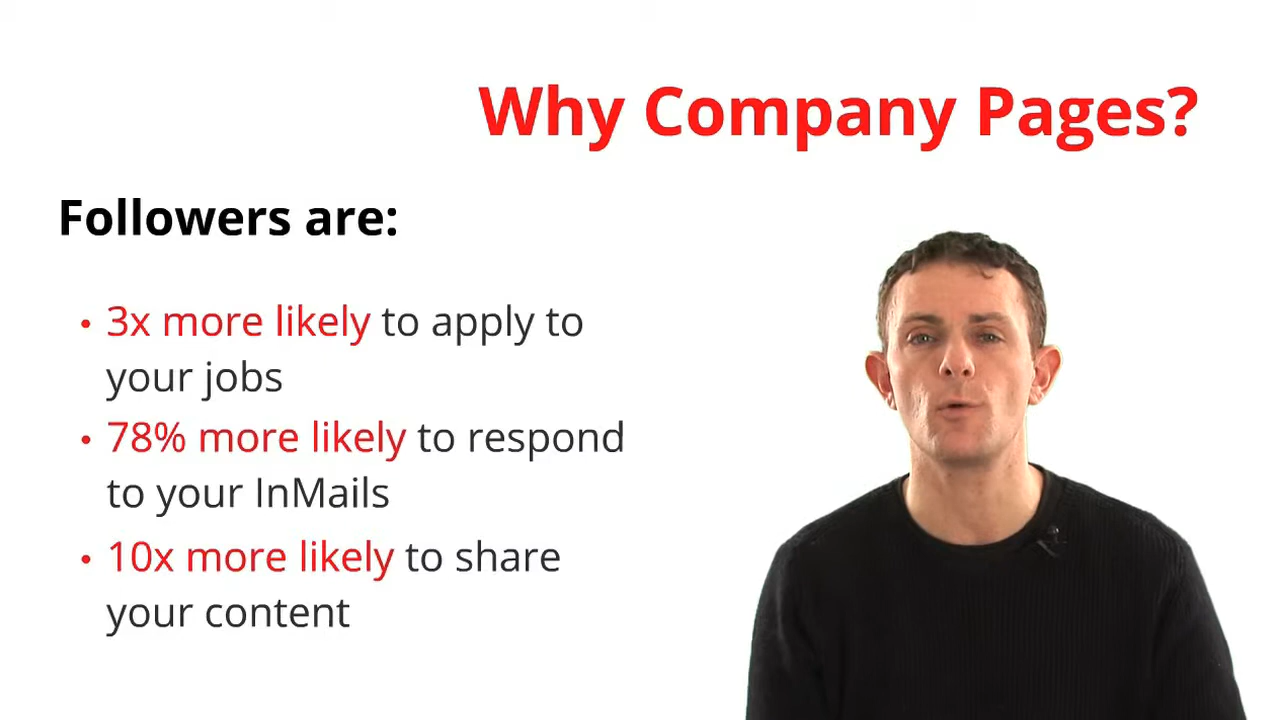 Why Company Pages?
Followers are:
• 3x more likely to apply to
your jobs
• 78% more likely to respond
to your InMails
• 10x more likely to share
your content